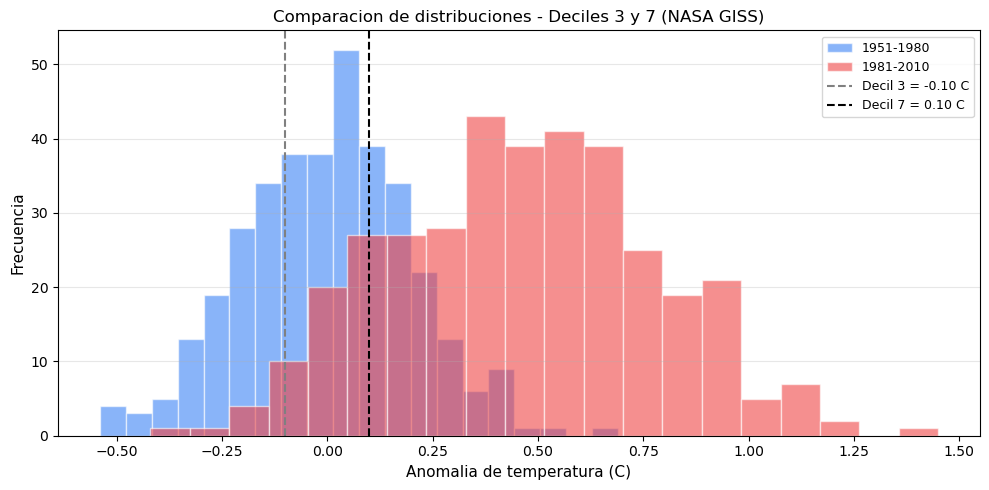 Comparacion de distribuciones - Deciles 3 y 7 (NASA GISS)
1951-1980
1981-2010
Decil 3 = -0.10 C
Decil 7 = 0.10 C
Frecuencia
50
40
30
20
10
0
−0.50 −0.25 0.00 0.25 0.50 0.75 1.00 1.25 1.50
Anomalia de temperatura (C)